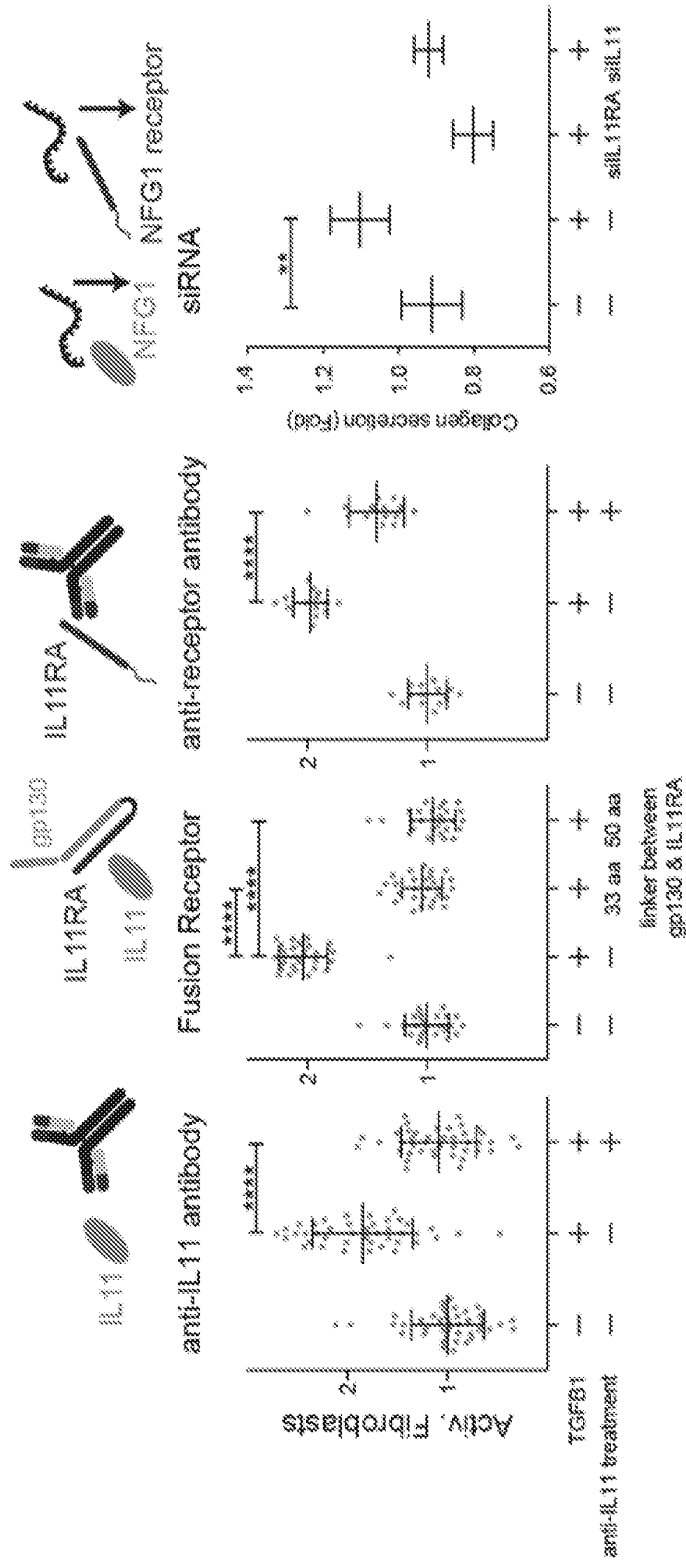 IL11
anti-IL11 antibody
Activ. Fibroblasts
2
1
**** 
TGFB1 − + +
anti-IL11 treatment − − +
gp130
IL11RA
IL11
Fusion Receptor
****
****
2
1
− + + +
− − 33 aa 50 aa
linker between
gp130 & IL11RA
IL11RA
anti-receptor antibody
****
2
1
− + +
− − +
NFG1
NFG1 receptor
siRNA
Collagen secretion (Fold)
1.4
1.2
1.0
0.8
0.6
**
− + + +
− − siIL11RA siIL11